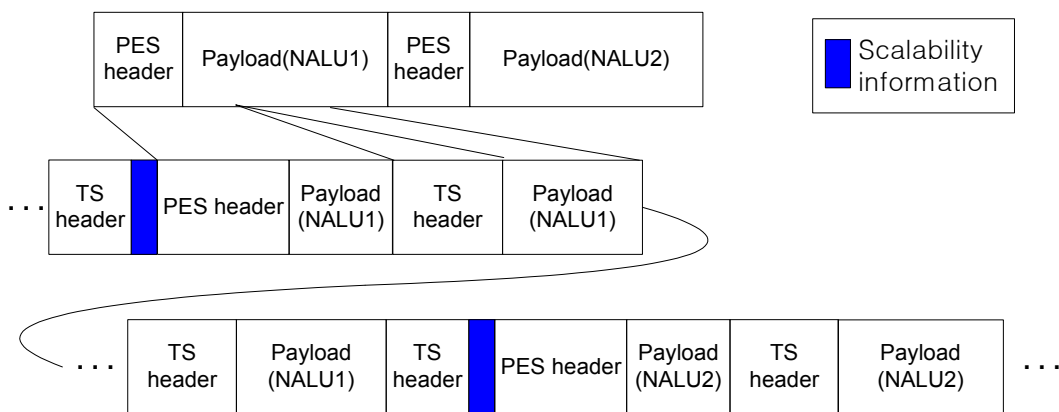 PES
header
Payload(NALU1)
PES
header
Payload(NALU2)
Scalability
information
. . .
TS
header
PES header
Payload
(NALU1)
TS
header
Payload
(NALU1)
. . .
TS
header
Payload
(NALU1)
TS
header
PES header
Payload
(NALU2)
TS
header
Payload
(NALU2)
. . .